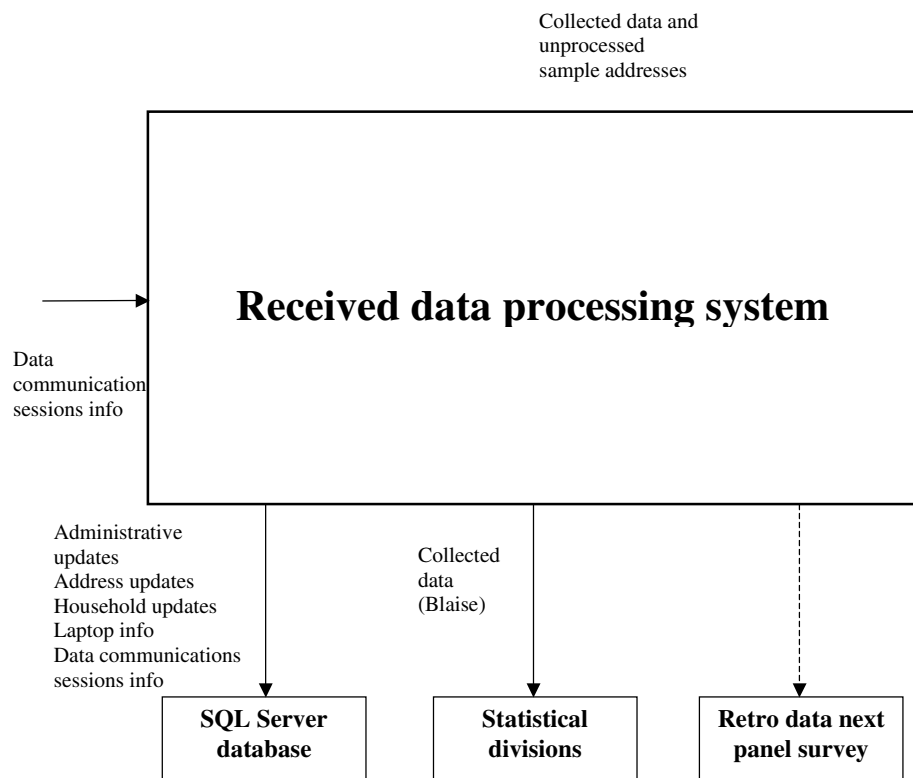 Collected data and
unprocessed
sample addresses
Received data processing system
Data
communication
sessions info
Administrative
updates
Address updates
Household updates
Laptop info
Data communications
sessions info
Collected
data
(Blaise)
SQL Server
database
Statistical
divisions
Retro data next
panel survey